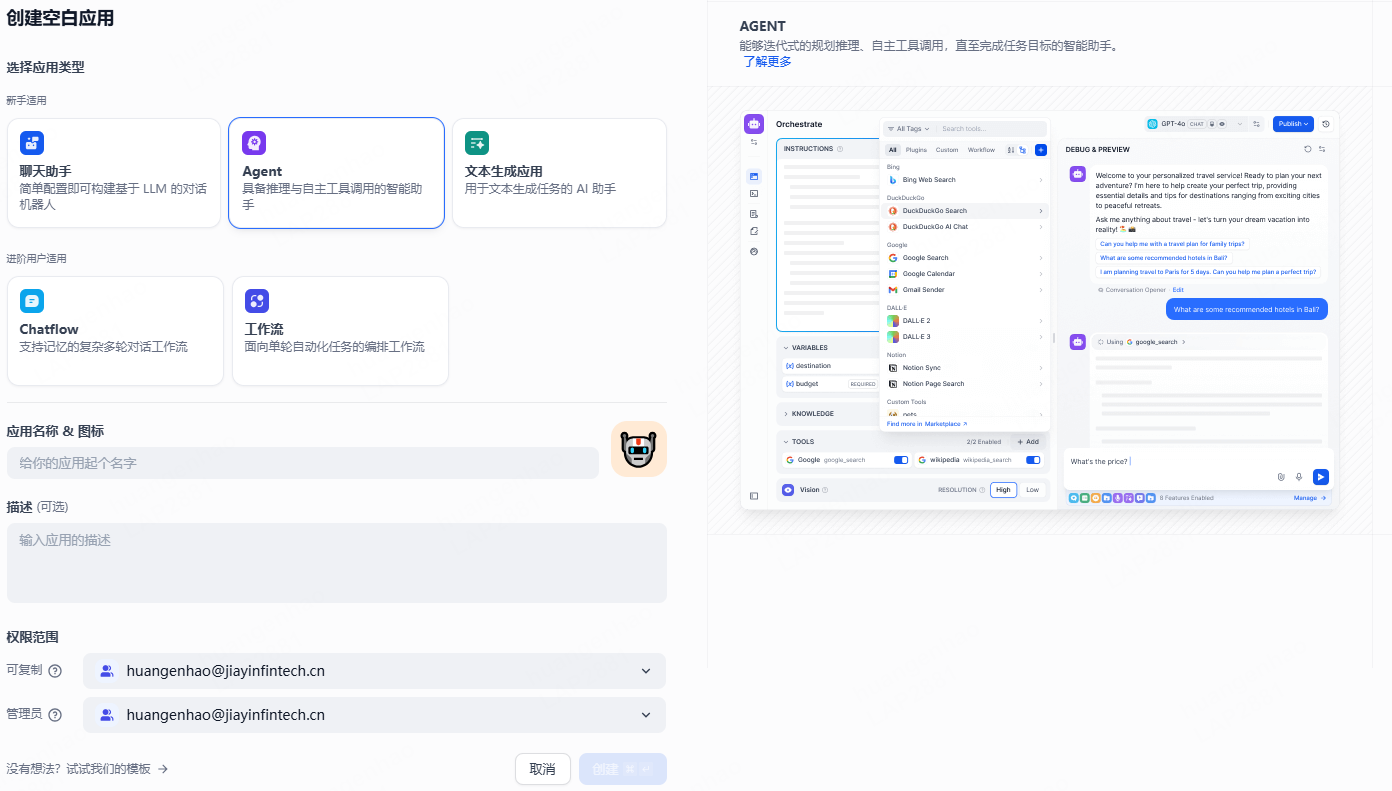 创建空白应用
选择应用类型
新手适用
聊天助手
简单配置即可构建基于 LLM 的对话
机器人
Agent
具备推理与自主工具调用的智能助
手
文本生成应用
用于文本生成任务的 AI 助手
进阶用户适用
Chatflow
支持记忆的复杂多轮对话工作流
工作流
面向单轮自动化任务的编排工作流
应用名称 & 图标
给你的应用起个名字
描述 (可选)
输入应用的描述
权限范围
可复制
huangenhao@jiayinfintech.cn
管理员
huangenhao@jiayinfintech.cn
没有想法？试试我们的模板 →
取消
创建
AGENT
能够迭代式的规划推理、自主工具调用，直至完成任务目标的智能助手。
了解更多
Orchestrate
INSTRUCTIONS
VARIABLES
{x} destination
{x} budget REQUIRED
KNOWLEDGE
TOOLS 2/2 Enabled + Add
Google google_search
wikipedia wikipedia_search
Vision RESOLUTION High Low
All Tags Search tools...
All Plugins Custom Workflow
Bing
Bing Web Search
DuckDuckGo
DuckDuckGo Search
DuckDuckGo AI Chat
Google
Google Search
Google Calendar
Gmail Sender
DALL·E
DALL·E 2
DALL·E 3
Notion
Notion Sync
Notion Page Search
Custom Tools
pets
Find more in Marketplace ↗
GPT-4o CHAT
Publish
DEBUG & PREVIEW
Welcome to your personalized travel service! Ready to plan your next
adventure? I'm here to help create your perfect trip, providing
essential details and tips for destinations ranging from exciting cities
to peaceful retreats.
Ask me anything about travel - let's turn your dream vacation into
reality!
Can you help me with a travel plan for family trips?
What are some recommended hotels in Bali?
I am planning travel to Paris for 5 days. Can you help me plan a perfect trip?
Conversation Opener · Edit
What are some recommended hotels in Bali?
Using google_search
What's the price?
8 Features Enabled
Manage →